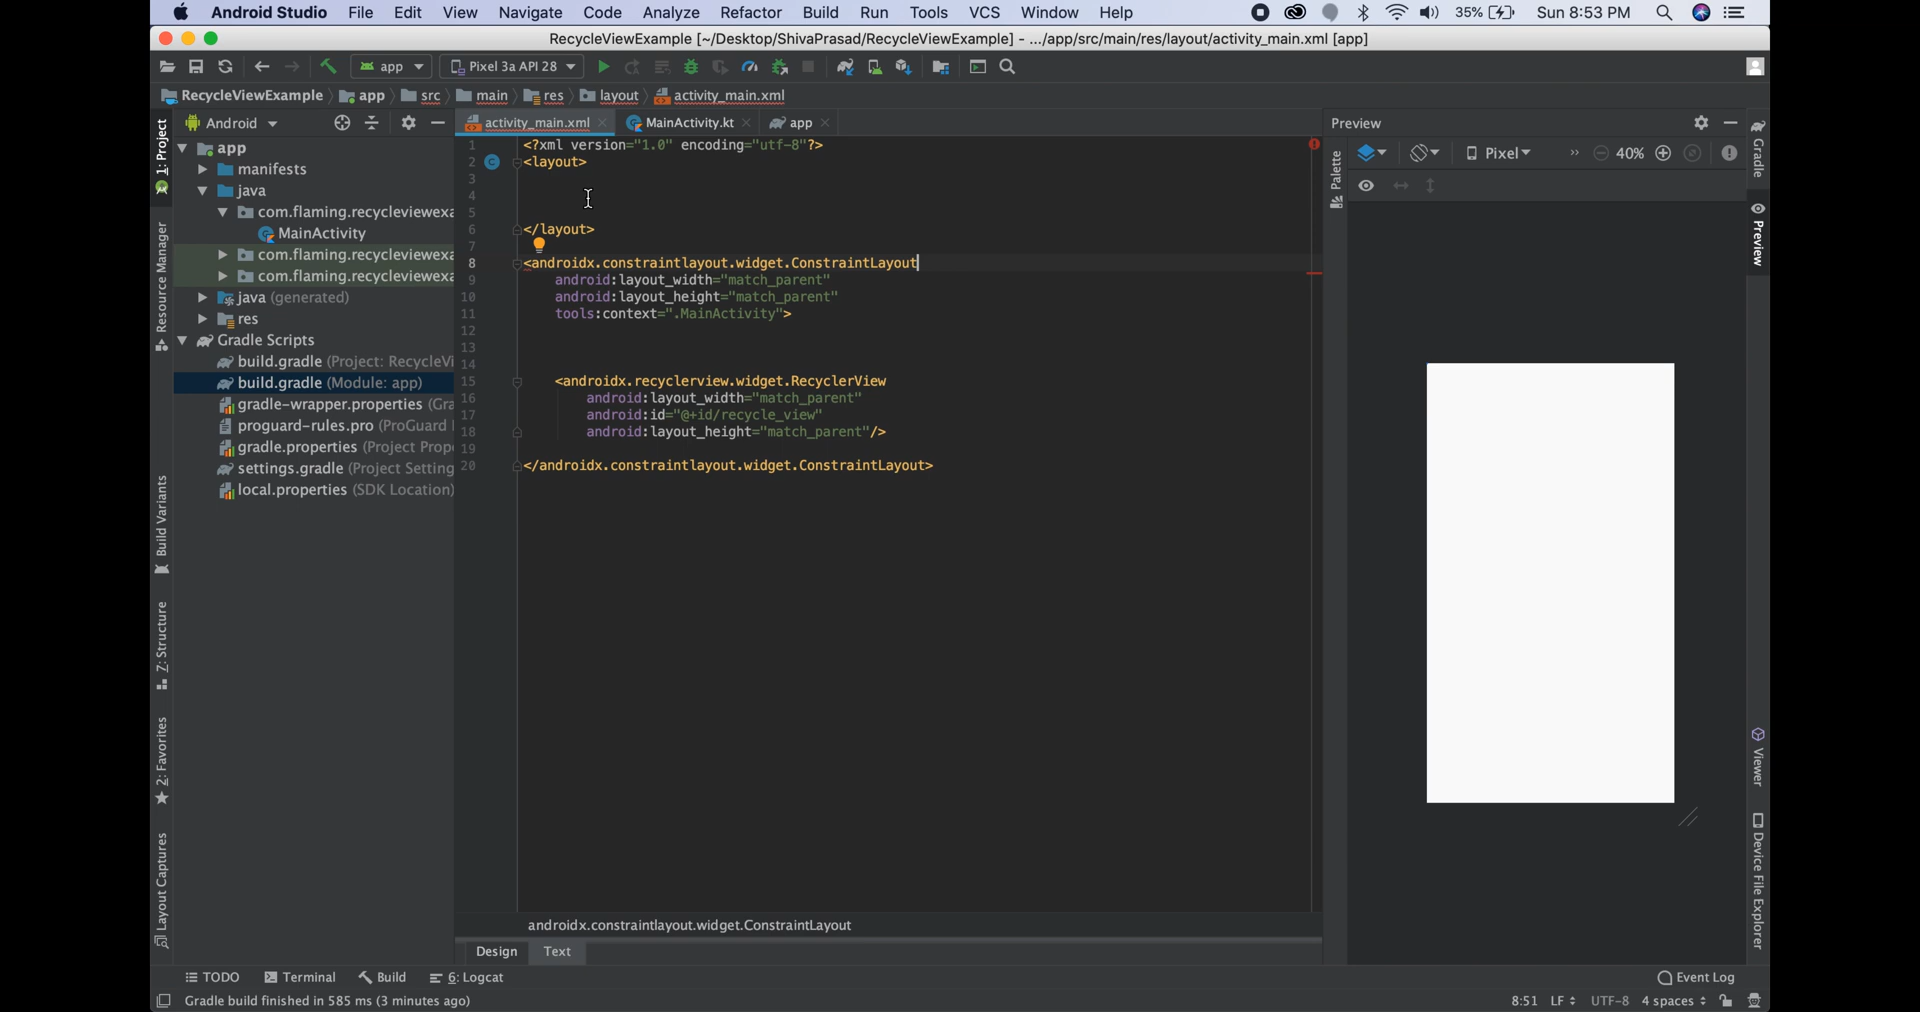 Android Studio File Edit View Navigate Code Analyze Refactor Build Run Tools VCS Window Help 35% Sun 8:53 PM
RecycleViewExample [~/Desktop/ShivaPrasad/RecycleViewExample] - .../app/src/main/res/layout/activity_main.xml [app]
app Pixel 3a API 28
RecycleViewExample app src main res layout activity_main.xml
Android
activity_main.xml MainActivity.kt app
Preview
1: Project
Resource Manager
Build Variants
7: Structure
2: Favorites
Layout Captures
app
manifests
java
com.flaming.recycleviewexa
MainActivity
com.flaming.recycleviewexa
com.flaming.recycleviewexa
java (generated)
res
Gradle Scripts
build.gradle (Project: RecycleVi
build.gradle (Module: app)
gradle-wrapper.properties (Gra
proguard-rules.pro (ProGuard
gradle.properties (Project Prop
settings.gradle (Project Setting
local.properties (SDK Location)
1 <?xml version="1.0" encoding="utf-8"?>
2 <layout>
3
4
5
6 </layout>
7
8 <androidx.constraintlayout.widget.ConstraintLayout
9 android:layout_width="match_parent"
10 android:layout_height="match_parent"
11 tools:context=".MainActivity">
12
13
14
15 <androidx.recyclerview.widget.RecyclerView
16 android:layout_width="match_parent"
17 android:id="@+id/recycle_view"
18 android:layout_height="match_parent"/>
19
20 </androidx.constraintlayout.widget.ConstraintLayout>
androidx.constraintlayout.widget.ConstraintLayout
Design Text
Palette
Pixel 40%
Gradle
Preview
Viewer
Device File Explorer
TODO Terminal Build 6: Logcat Event Log
Gradle build finished in 585 ms (3 minutes ago) 8:51 LF UTF-8 4 spaces